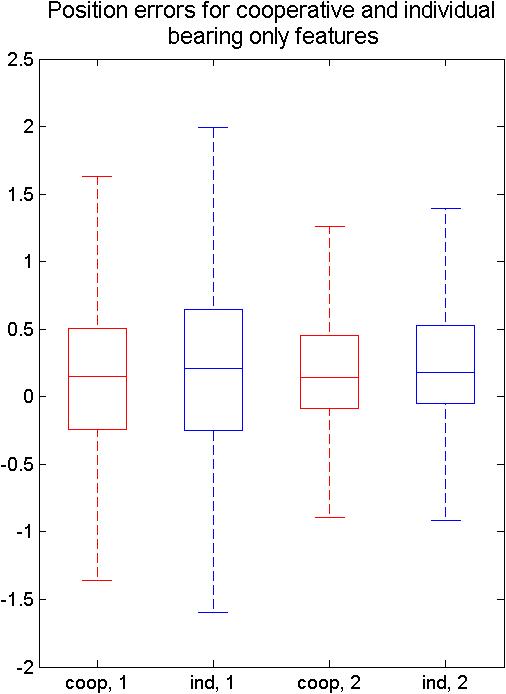 Position errors for cooperative and individual
bearing only features
2.5
2
1.5
1
0.5
0
-0.5
-1
-1.5
-2
coop, 1
ind, 1
coop, 2
ind, 2